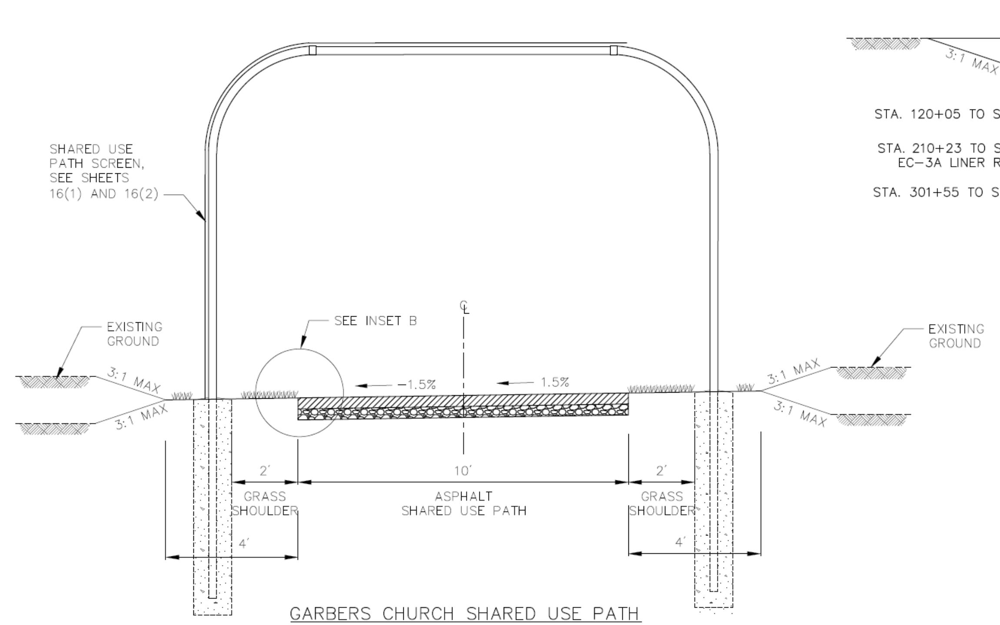 3:1 MAX
STA. 120+05 TO S
STA. 210+23 TO S
EC-3A LINER R
STA. 301+55 TO S
SHARED USE
PATH SCREEN,
SEE SHEETS
16(1) AND 16(2)
℄
SEE INSET B
EXISTING
GROUND
EXISTING
GROUND
3:1 MAX
-1.5%
1.5%
3:1 MAX
3:1 MAX
3:1 MAX
2'
10'
2'
GRASS
SHOULDER
ASPHALT
SHARED USE PATH
GRASS
SHOULDER
4'
4'
GARBERS CHURCH SHARED USE PATH